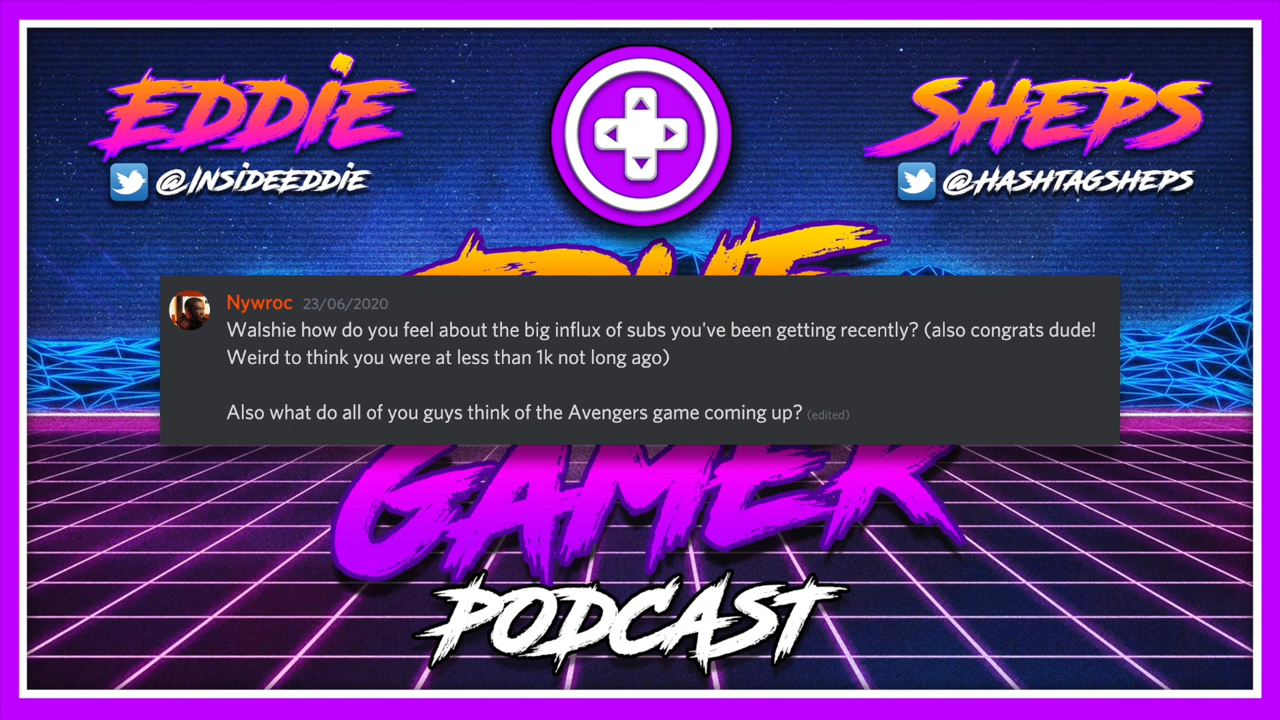 EDDIE
SHEPS
@INSIDEEDDIE
@HASHTAGSHEPS
Nywroc 23/06/2020
Walshie how do you feel about the big influx of subs you've been getting recently? (also congrats dude!
Weird to think you were at less than 1k not long ago)
Also what do all of you guys think of the Avengers game coming up? (edited)
GAMER
PODCAST